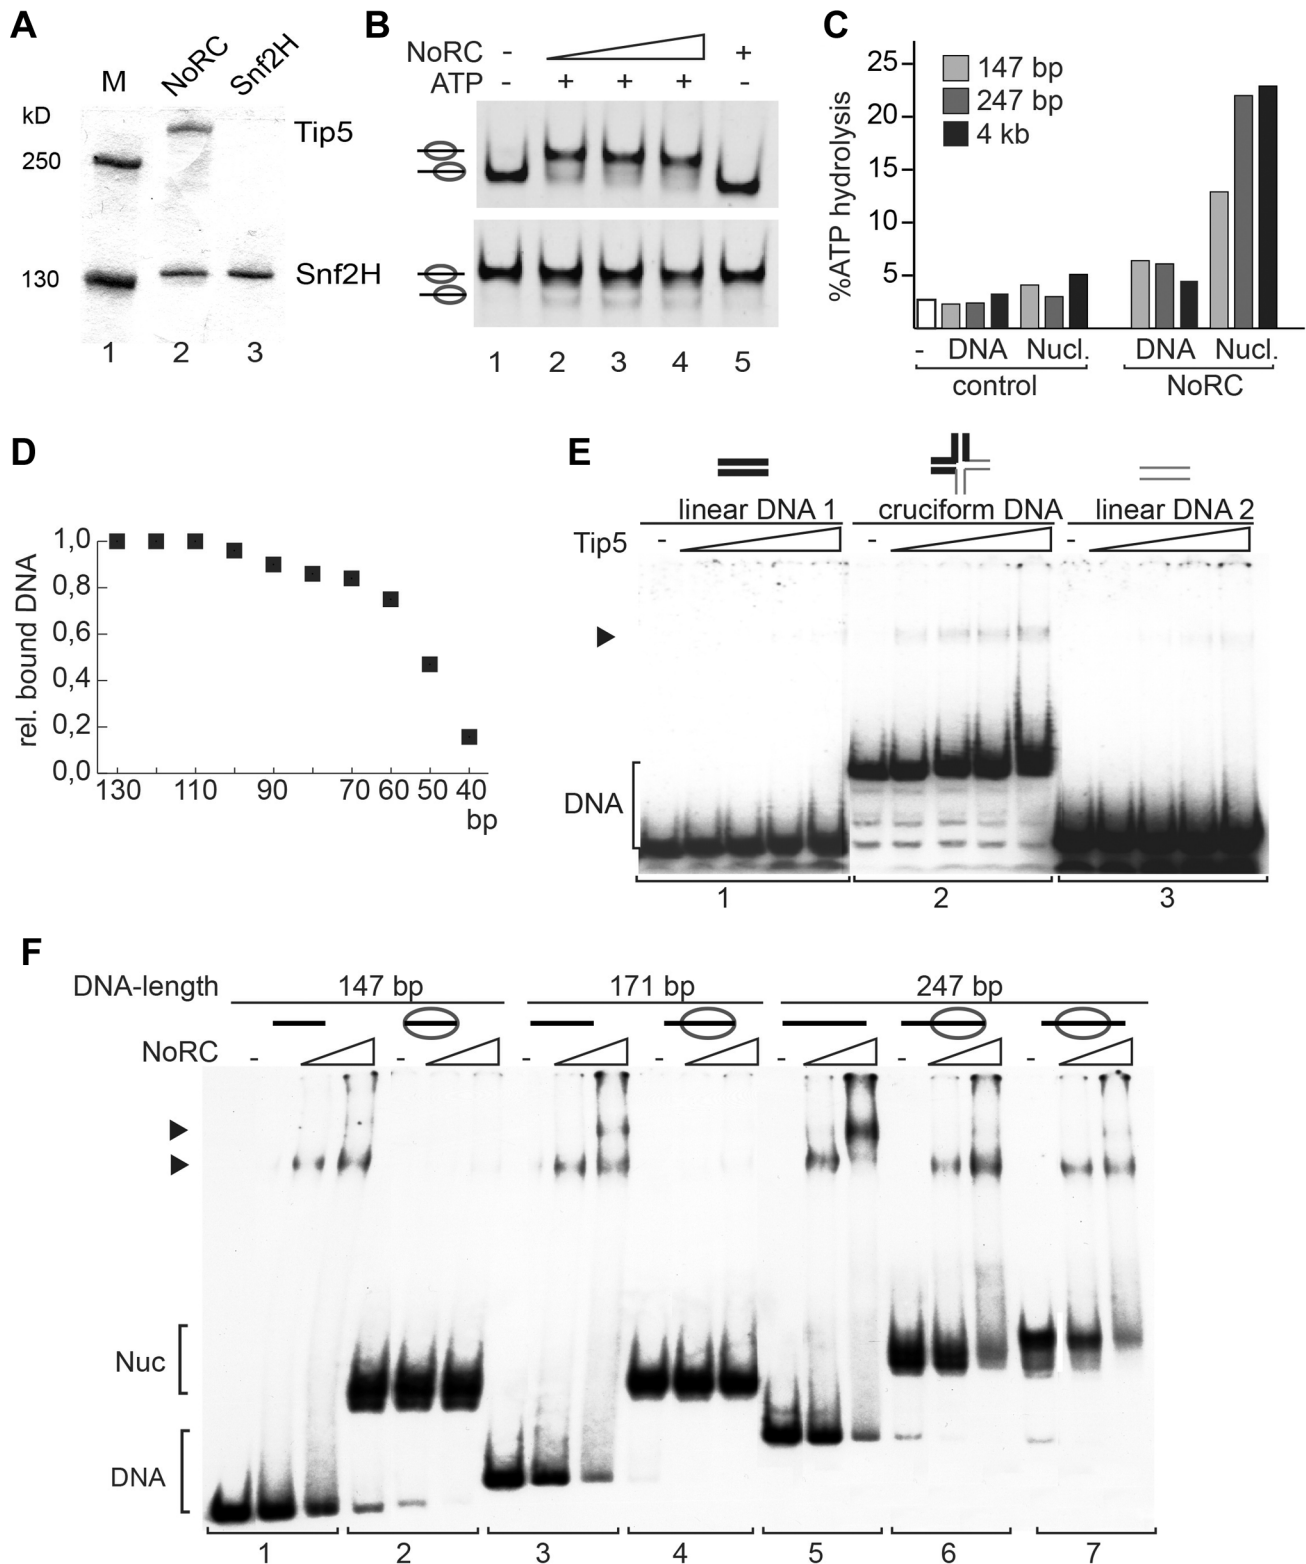 A
M NoRC Snf2H
kD
Tip5
250
130
Snf2H
1 2 3
B
NoRC - +
ATP - + + + -
1 2 3 4 5
C
%ATP hydrolysis
25
20
15
10
5
147 bp
247 bp
4 kb
- DNA Nucl. DNA Nucl.
control NoRC
D
rel. bound DNA
1,0
0,8
0,6
0,4
0,2
0,0
130 110 90 70 60 50 40
bp
E
linear DNA 1 cruciform DNA linear DNA 2
Tip5 - - -
DNA
1 2 3
F
DNA-length 147 bp 171 bp 247 bp
NoRC - - - - - - -
Nuc
DNA
1 2 3 4 5 6 7